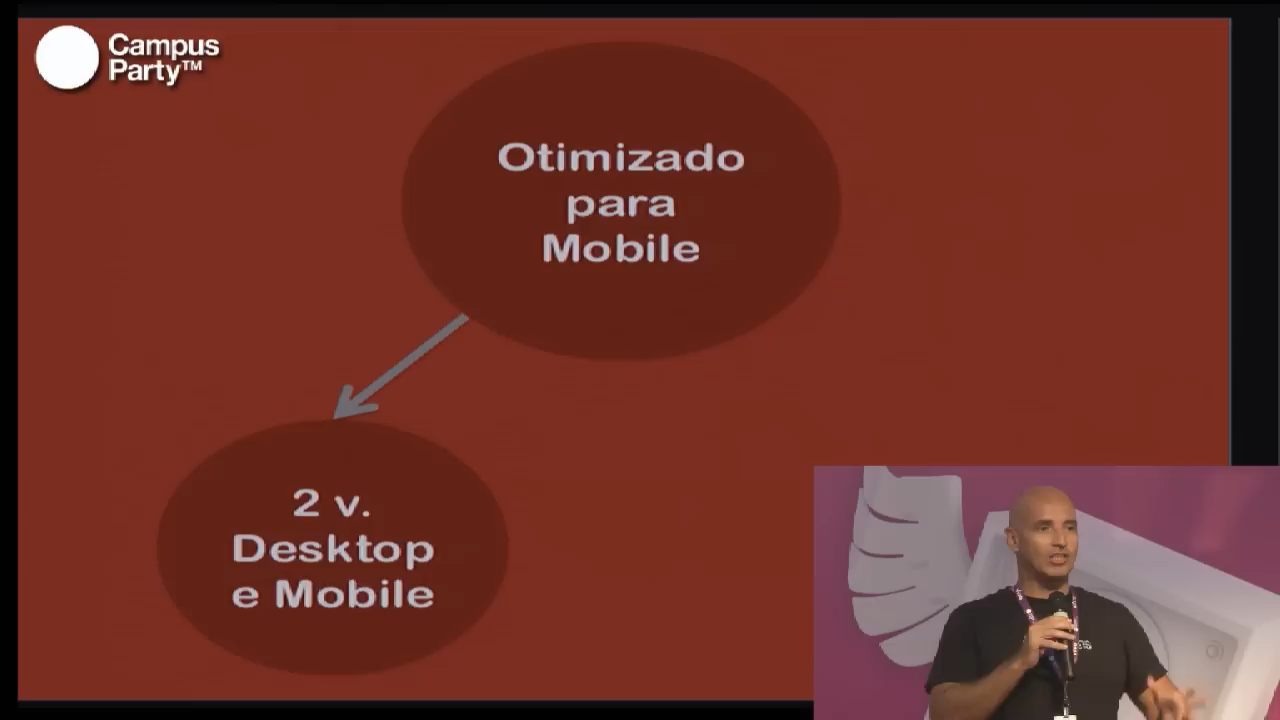 Campus
Party™
Otimizado
para
Mobile
2 v.
Desktop
e Mobile